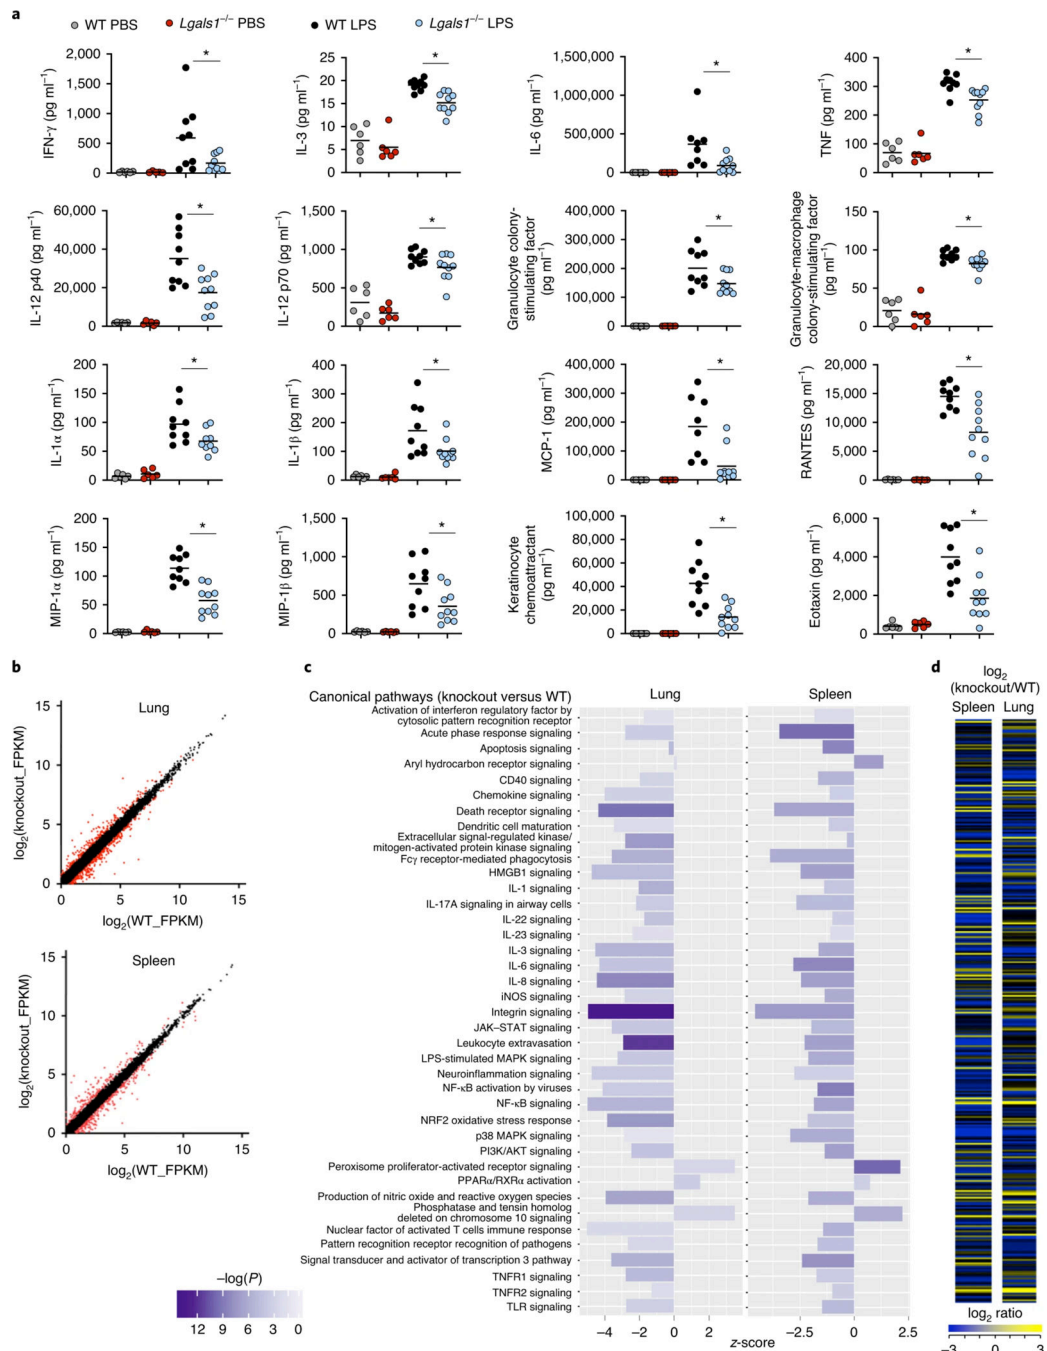 a
WT PBS Lgals1–/– PBS WT LPS Lgals1–/– LPS
IFN-γ (pg ml−1)
2,000
1,500
1,000
500
0
*
IL-3 (pg ml−1)
25
20
15
10
5
0
*
IL-6 (pg ml−1)
1,500,000
1,000,000
500,000
0
*
TNF (pg ml−1)
400
300
200
100
0
*
IL-12 p40 (pg ml−1)
60,000
40,000
20,000
0
*
IL-12 p70 (pg ml−1)
1,500
1,000
500
0
*
Granulocyte colony-
stimulating factor
(pg ml−1)
400,000
300,000
200,000
100,000
0
*
Granulocyte-macrophage
colony-stimulating factor
(pg ml−1)
150
100
50
0
*
IL-1α (pg ml−1)
200
150
100
50
0
*
IL-1β (pg ml−1)
400
300
200
100
0
*
MCP-1 (pg ml−1)
400,000
300,000
200,000
100,000
0
*
RANTES (pg ml−1)
20,000
15,000
10,000
5,000
0
*
MIP-1α (pg ml−1)
200
150
100
50
0
*
MIP-1β (pg ml−1)
1,500
1,000
500
0
*
Keratinocyte
chemoattractant
(pg ml−1)
100,000
80,000
60,000
40,000
20,000
0
*
Eotaxin (pg ml−1)
6,000
4,000
2,000
0
*
b
Lung
log2(knockout_FPKM)
15
10
5
0
0 5 10 15
log2(WT_FPKM)
Spleen
log2(knockout_FPKM)
15
10
5
0
0 5 10 15
log2(WT_FPKM)
c
Canonical pathways (knockout versus WT)
Lung Spleen
Activation of interferon regulatory factor by
cytosolic pattern recognition receptor
Acute phase response signaling
Apoptosis signaling
Aryl hydrocarbon receptor signaling
CD40 signaling
Chemokine signaling
Death receptor signaling
Dendritic cell maturation
Extracellular signal-regulated kinase/
mitogen-activated protein kinase signaling
Fcγ receptor-mediated phagocytosis
HMGB1 signaling
IL-1 signaling
IL-17A signaling in airway cells
IL-22 signaling
IL-23 signaling
IL-3 signaling
IL-6 signaling
IL-8 signaling
iNOS signaling
Integrin signaling
JAK–STAT signaling
Leukocyte extravasation
LPS-stimulated MAPK signaling
Neuroinflammation signaling
NF-κB activation by viruses
NF-κB signaling
NRF2 oxidative stress response
p38 MAPK signaling
PI3K/AKT signaling
Peroxisome proliferator-activated receptor signaling
PPARα/RXRα activation
Production of nitric oxide and reactive oxygen species
Phosphatase and tensin homolog
deleted on chromosome 10 signaling
Nuclear factor of activated T cells immune response
Pattern recognition receptor recognition of pathogens
Signal transducer and activator of transcription 3 pathway
TNFR1 signaling
TNFR2 signaling
TLR signaling
−4 −2 0 2
−2.5 0 2.5
z-score
−log(P)
12 9 6 3 0
d
log2
(knockout/WT)
Spleen Lung
log2 ratio
−3 0 3